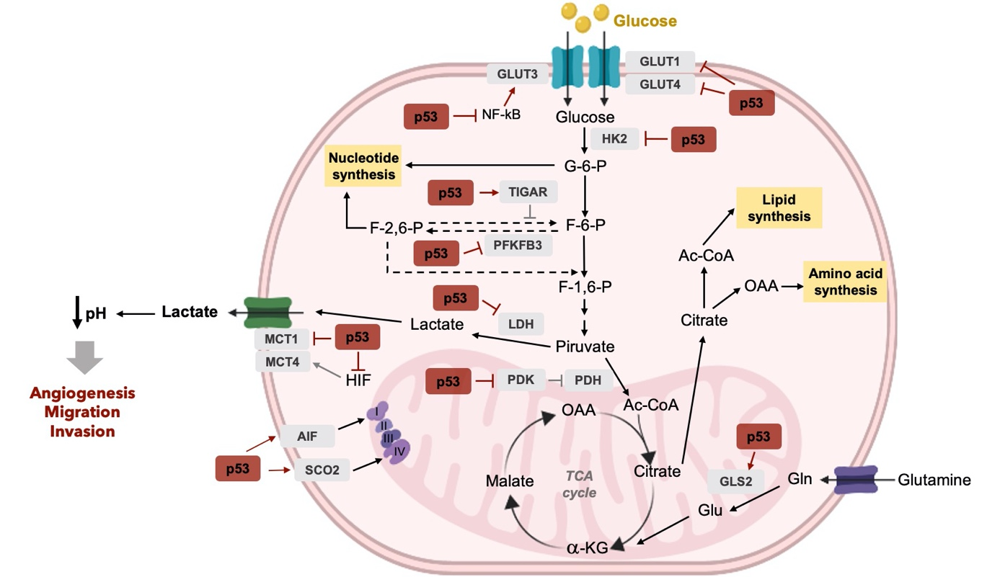 Glucose
GLUT1
GLUT3
GLUT4
p53
p53
NF-kB
Glucose
HK2
p53
Nucleotide
synthesis
G-6-P
p53
TIGAR
Lipid
synthesis
F-2,6-P
F-6-P
p53
PFKFB3
Ac-CoA
Amino acid
synthesis
OAA
F-1,6-P
p53
Lactate
pH
Lactate
LDH
Citrate
MCT1
p53
Piruvate
MCT4
HIF
p53
PDK
PDH
Angiogenesis
Migration
Invasion
Ac-CoA
OAA
I
II
III
IV
AIF
p53
p53
SCO2
Citrate
TCA
cycle
Malate
GLS2
Gln
Glutamine
Glu
α-KG